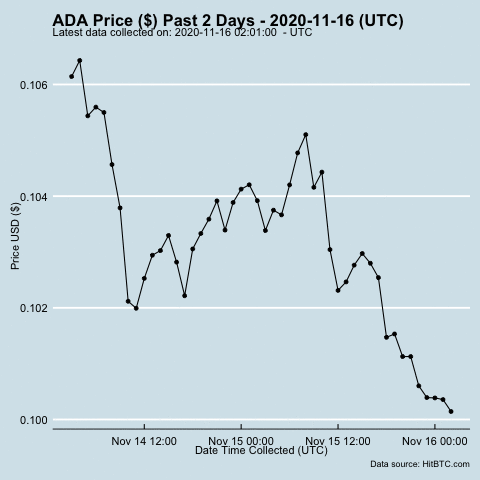 ADA Price ($) Past 2 Days - 2020-11-16 (UTC)
Latest data collected on: 2020-11-16 02:01:00  - UTC
0.106
0.104
0.102
0.100
Price USD ($)
Nov 14 12:00
Nov 15 00:00
Nov 15 12:00
Nov 16 00:00
Date Time Collected (UTC)
Data source: HitBTC.com